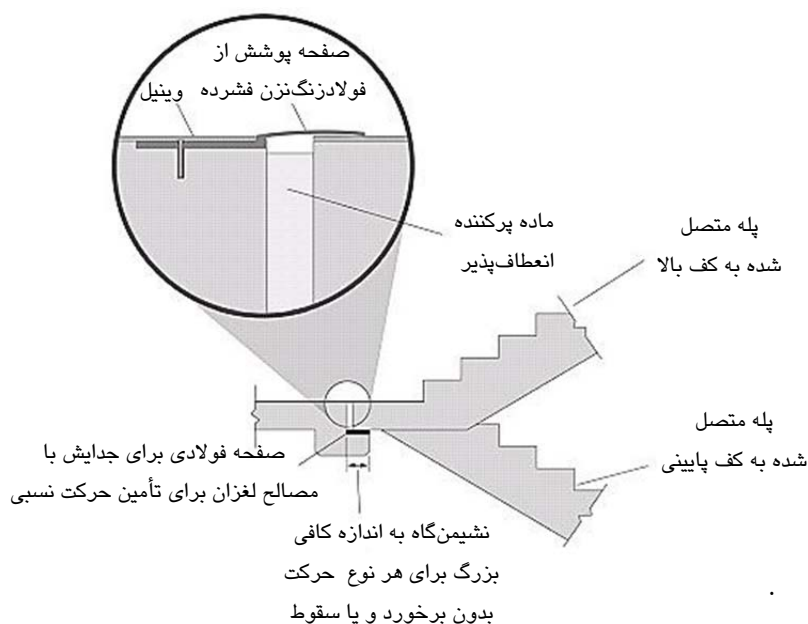 صفحه پوشش از
فولادزنگ‌نزن فشرده
وینیل
ماده پرکننده
انعطاف‌پذیر
پله متصل
شده به کف بالا
پله متصل
شده به کف پایینی
صفحه فولادی برای جدایش با
مصالح لغزان برای تأمین حرکت نسبی
نشیمن‌گاه به اندازه کافی
بزرگ برای هر نوع حرکت
بدون برخورد و یا سقوط
.